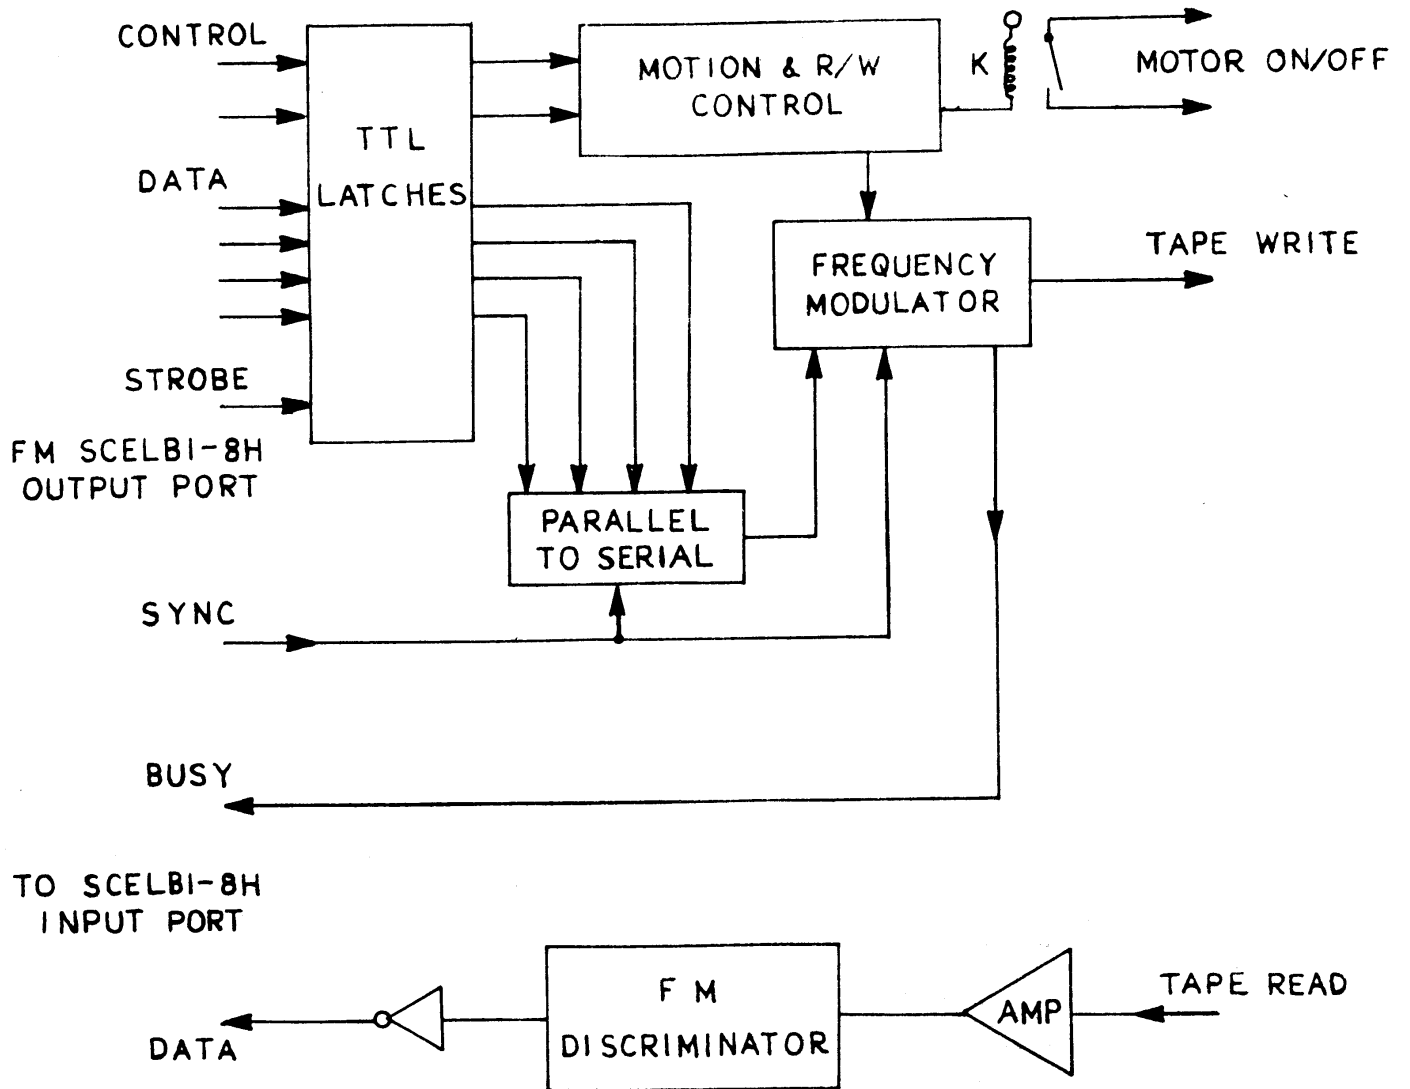 CONTROL
MOTION & R/W
CONTROL
K
MOTOR ON/OFF
TTL
LATCHES
DATA
TAPE WRITE
FREQUENCY
MODULATOR
STROBE
FM SCELBI-8H
OUTPUT PORT
PARALLEL
TO SERIAL
SYNC
BUSY
TO SCELBI-8H
INPUT PORT
FM
DISCRIMINATOR
AMP
TAPE READ
DATA